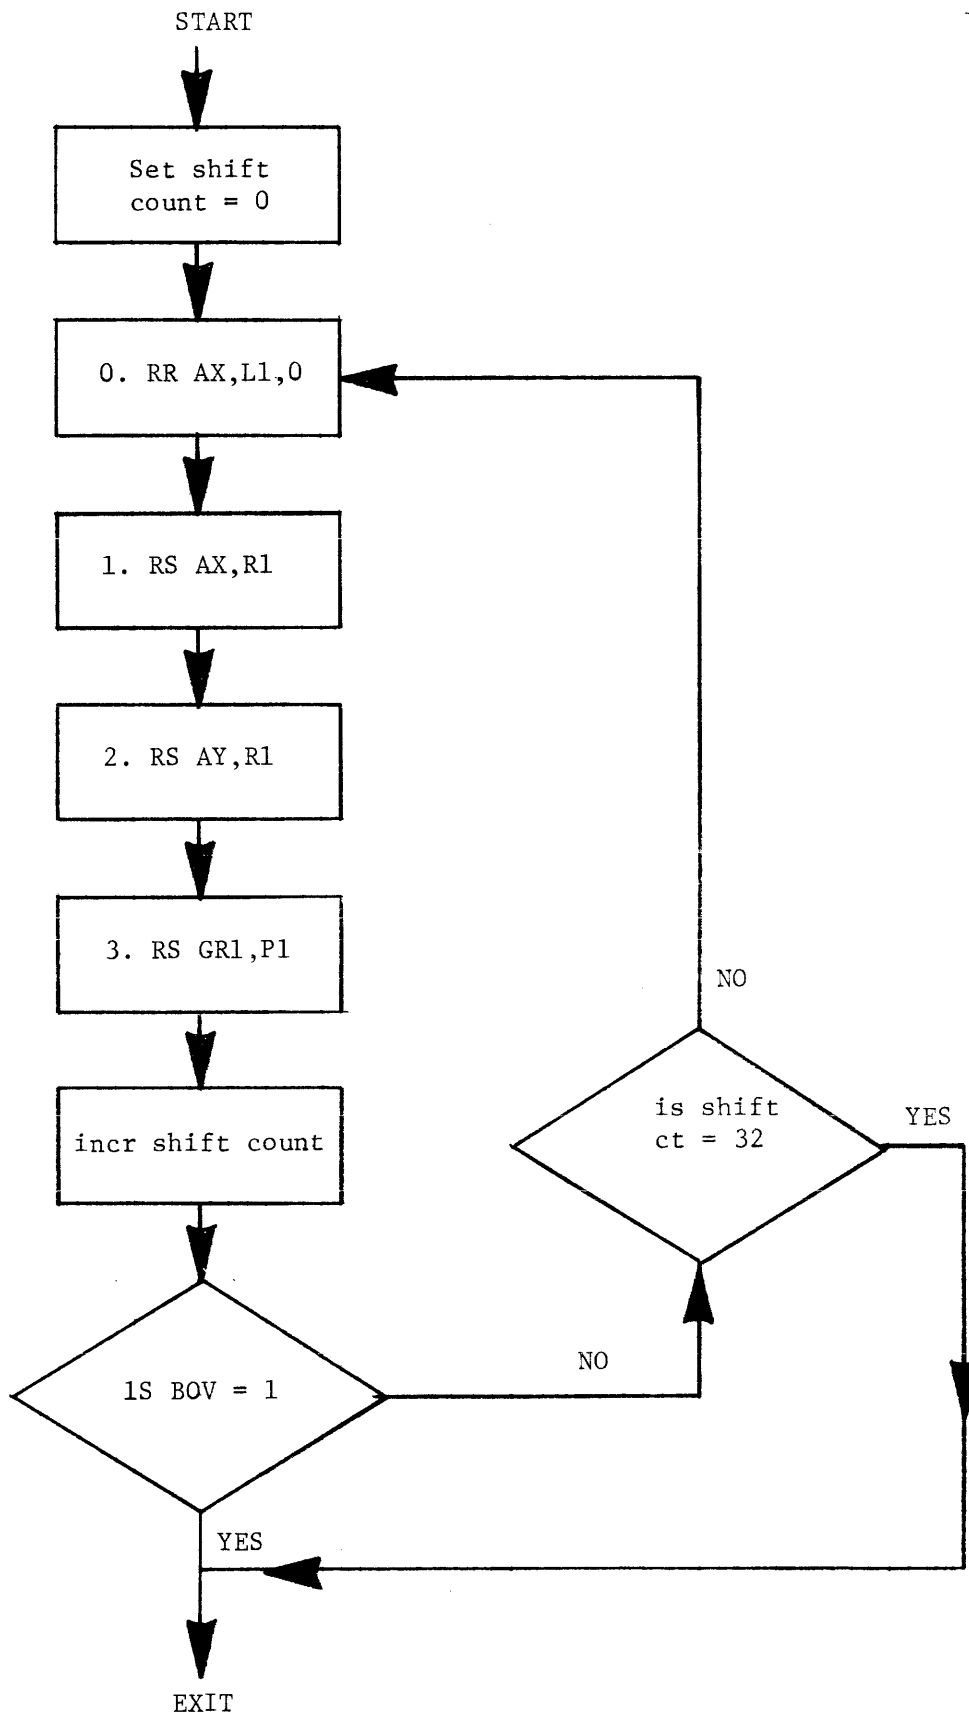 START
Set shift
count = 0
0. RR AX,L1,0
1. RS AX,R1
2. RS AY,R1
3. RS GR1,P1
NO
is shift
ct = 32
YES
incr shift count
NO
1S BOV = 1
YES
EXIT